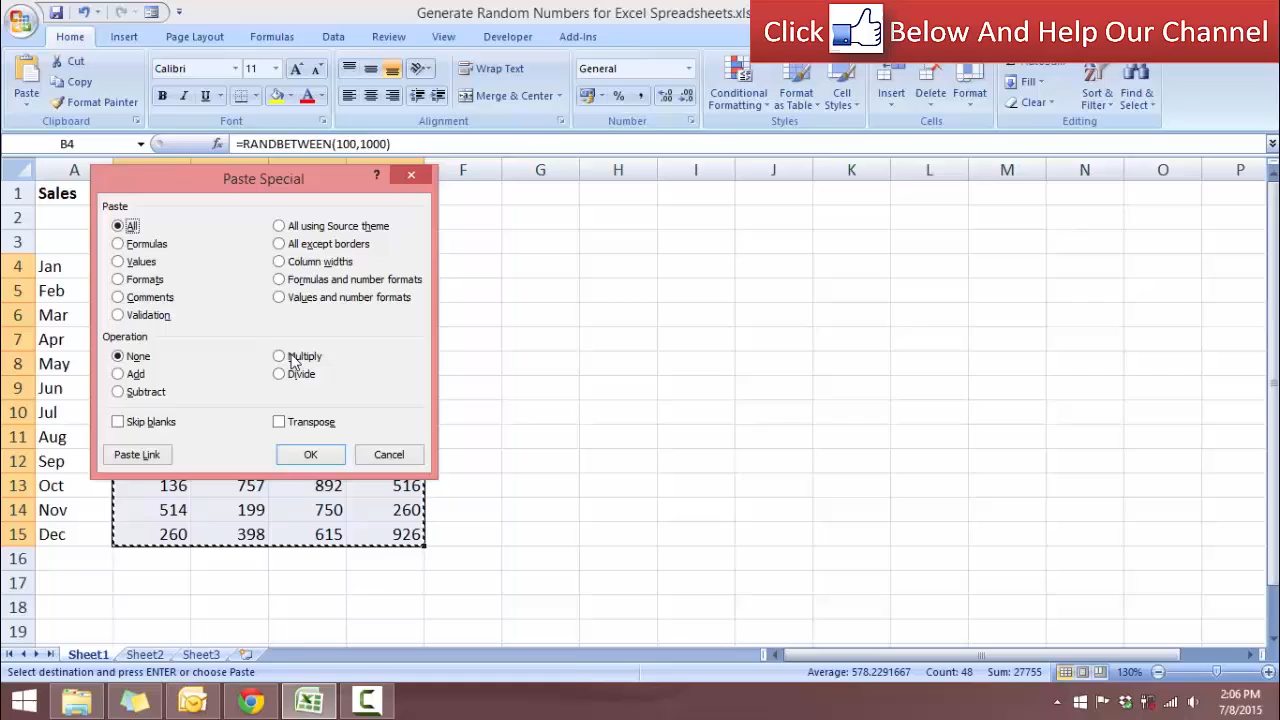 Generate Random Numbers for Excel Spreadsheets.xls
Click Below And Help Our Channel
Home Insert Page Layout Formulas Data Review View Developer Add-Ins
Paste Cut Copy Format Painter
Calibri 11
B I U A A A
Wrap Text
Merge & Center
General
$ % ,
Conditional Formatting Format as Table Cell Styles
Insert Delete Format
Fill
Clear
Sort & Filter Find & Select
Clipboard Font Alignment Number Styles Cells Editing
B4 fx =RANDBETWEEN(100,1000)
A F G H I J K L M N O P
1 Sales
2
3
4 Jan
5 Feb
6 Mar
7 Apr
8 May
9 Jun
10 Jul
11 Aug
12 Sep
13 Oct 136 757 892 516
14 Nov 514 199 750 260
15 Dec 260 398 615 926
16
17
18
19
Paste Special ? ×
Paste
All All using Source theme
Formulas All except borders
Values Column widths
Formats Formulas and number formats
Comments Values and number formats
Validation
Operation
None Multiply
Add Divide
Subtract
Skip blanks Transpose
Paste Link OK Cancel
Sheet1 Sheet2 Sheet3
Select destination and press ENTER or choose Paste Average: 578.2291667 Count: 48 Sum: 27755 130%
2:06 PM
7/8/2015